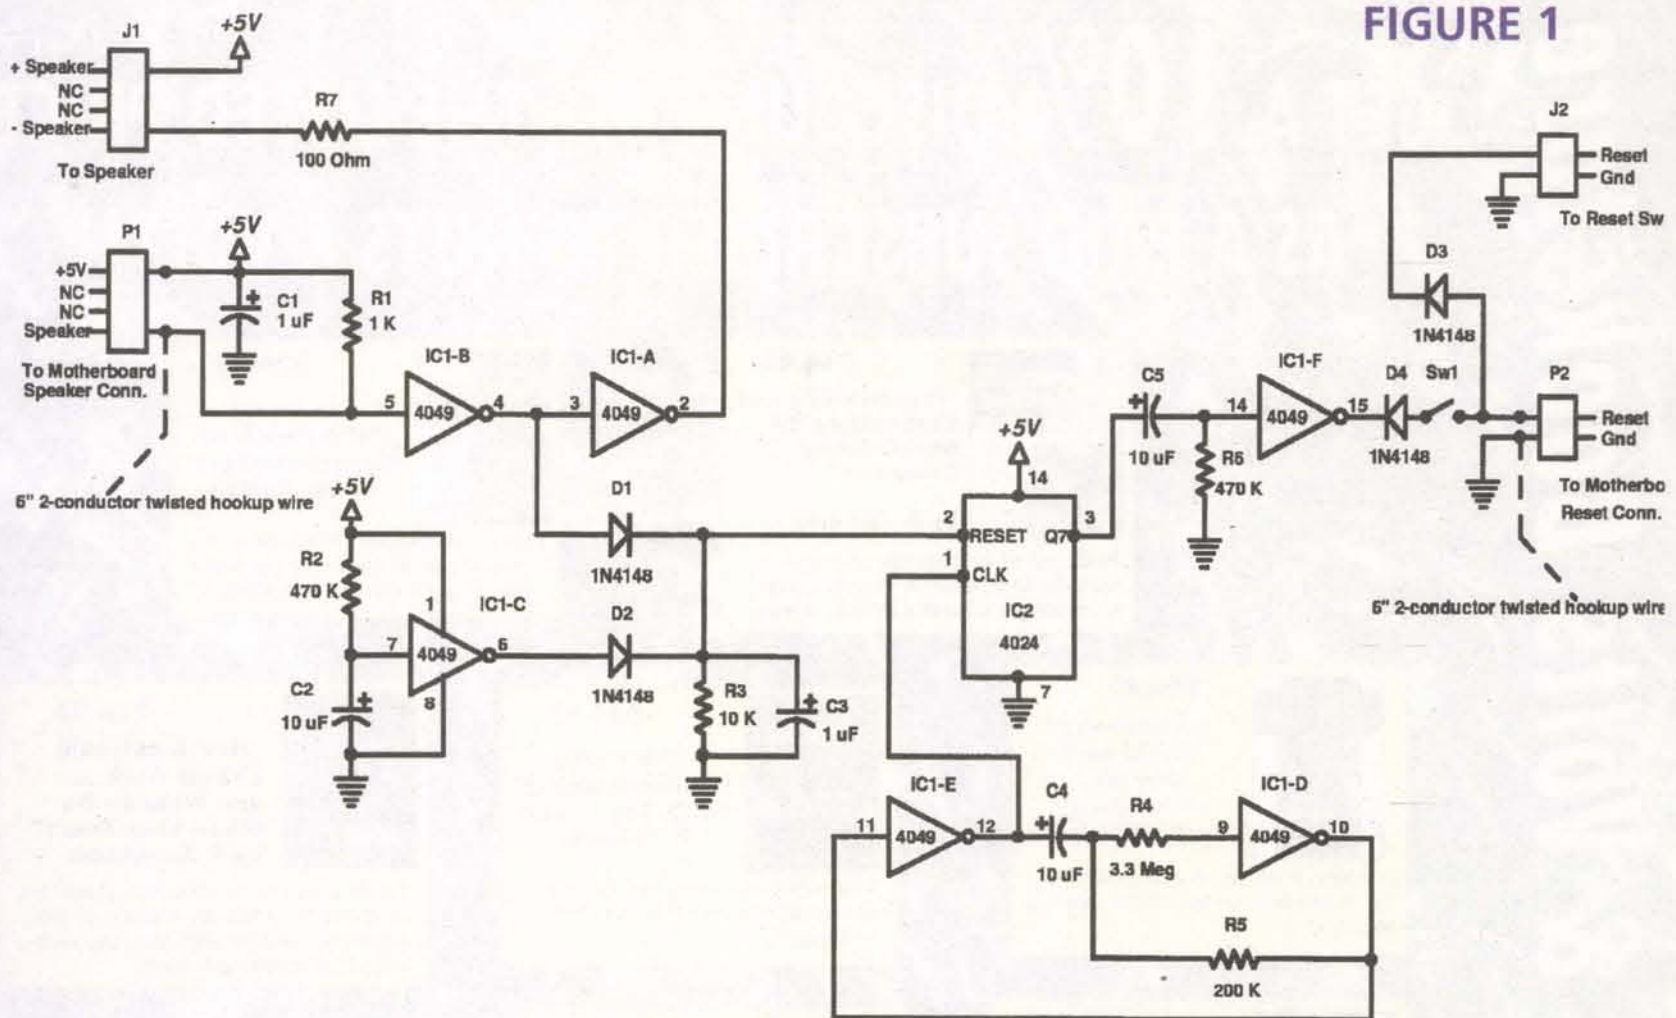 FIGURE 1
J1
+5V
+ Speaker
NC
NC
- Speaker
R7
100 Ohm
To Speaker
J2
Reset
Gnd
To Reset Sw
P1
+5V
+5V
NC
NC
Speaker
C1
1 uF
R1
1 K
To Motherboard
Speaker Conn.
IC1-B
5
4049
4
IC1-A
3
4049
2
D3
1N4148
C5
10 uF
R6
470 K
IC1-F
14
4049
15
D4
1N4148
Sw1
P2
Reset
Gnd
To Motherbo
Reset Conn.
6" 2-conductor twisted hookup wire
6" 2-conductor twisted hookup wire
+5V
R2
470 K
C2
10 uF
IC1-C
1
7
4049
6
8
D1
1N4148
D2
1N4148
R3
10 K
C3
1 uF
+5V
14
2
RESET
Q7
3
1
CLK
IC2
4024
7
IC1-E
11
4049
12
C4
10 uF
R4
3.3 Meg
IC1-D
9
4049
10
R5
200 K